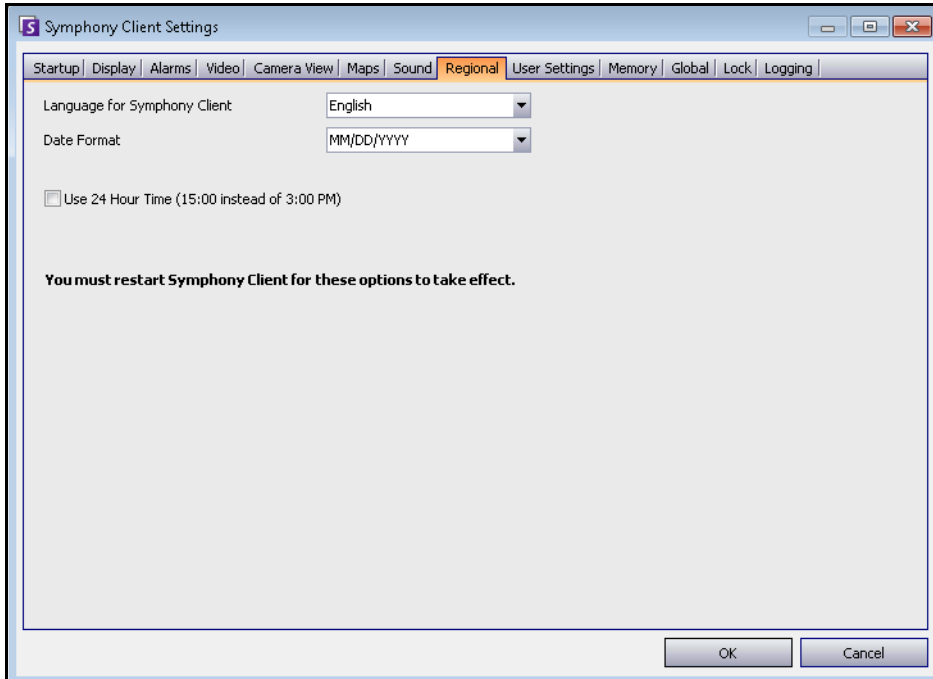 Symphony Client Settings
Startup Display Alarms Video Camera View Maps Sound Regional User Settings Memory Global Lock Logging
Language for Symphony Client English
Date Format MM/DD/YYYY
Use 24 Hour Time (15:00 instead of 3:00 PM)
You must restart Symphony Client for these options to take effect.
OK Cancel